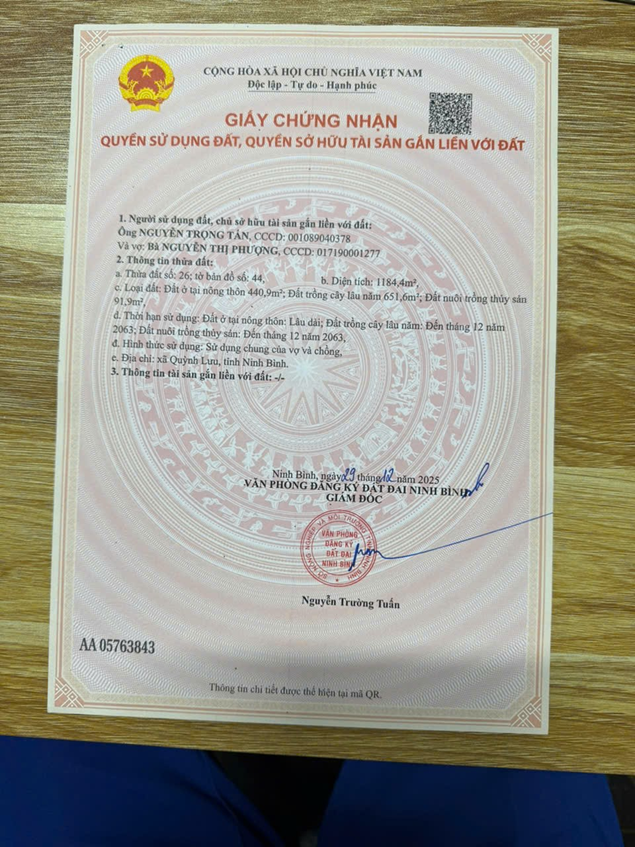 CỘNG HÒA XÃ HỘI CHỦ NGHĨA VIỆT NAM
Độc lập - Tự do - Hạnh phúc
GIẤY CHỨNG NHẬN
QUYỀN SỬ DỤNG ĐẤT, QUYỀN SỞ HỮU TÀI SẢN GẮN LIỀN VỚI ĐẤT
1. Người sử dụng đất, chủ sở hữu tài sản gắn liền với đất:
Ông NGUYỄN TRỌNG TẤN, CCCD: 001089040378
Và vợ: Bà NGUYỄN THỊ PHƯỢNG, CCCD: 017190001277
2. Thông tin thửa đất:
a. Thửa đất số: 26; tờ bản đồ số: 44, b. Diện tích: 1184,4m²,
c. Loại đất: Đất ở tại nông thôn 440,9m²; Đất trồng cây lâu năm 651,6m²; Đất nuôi trồng thủy sản
91,9m²,
d. Thời hạn sử dụng: Đất ở tại nông thôn: Lâu dài; Đất trồng cây lâu năm: Đến tháng 12 năm
2063; Đất nuôi trồng thủy sản: Đến tháng 12 năm 2063,
đ. Hình thức sử dụng: Sử dụng chung của vợ và chồng,
e. Địa chỉ: xã Quỳnh Lưu, tỉnh Ninh Bình.
3. Thông tin tài sản gắn liền với đất: -/-
Ninh Bình, ngày 29 tháng 12 năm 2025
VĂN PHÒNG ĐĂNG KÝ ĐẤT ĐAI NINH BÌNH
GIÁM ĐỐC
VĂN PHÒNG
ĐĂNG KÝ
ĐẤT ĐAI
NINH BÌNH
Nguyễn Trường Tuấn
AA 05763843
Thông tin chi tiết được thể hiện tại mã QR.